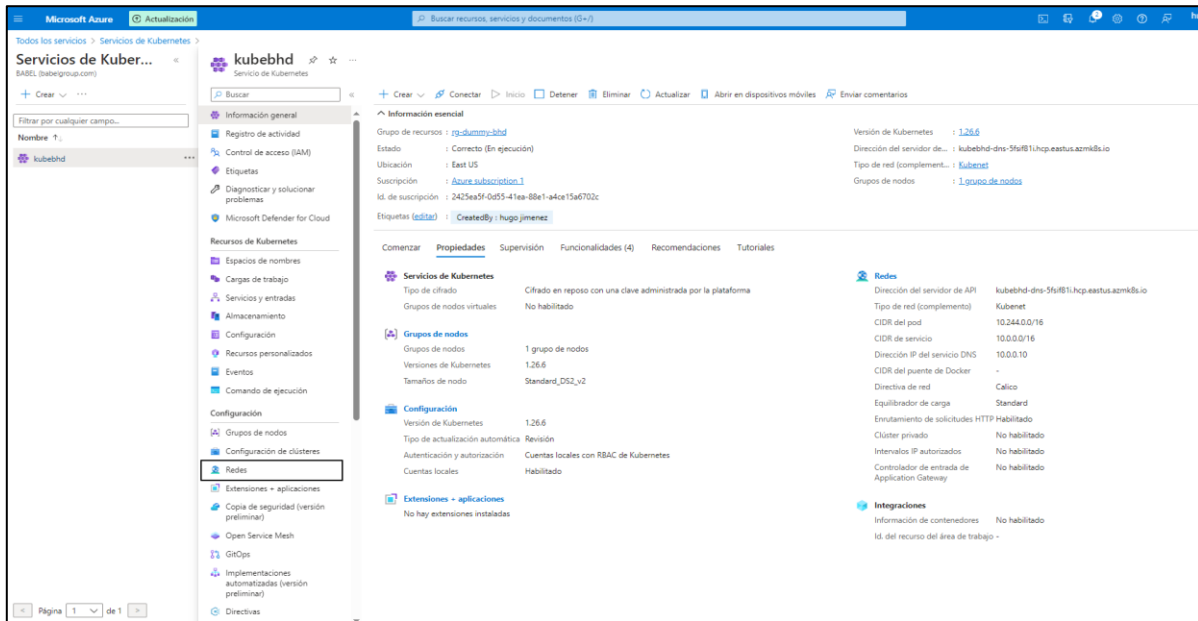 Microsoft Azure
Actualización
Buscar recursos, servicios y documentos (G+/)
2
Todos los servicios > Servicios de Kubernetes >
Servicios de Kuber...
BABEL (babelgroup.com)
+ Crear
Filtrar por cualquier campo...
Nombre ↑↓
kubebhd
Página 1 de 1
kubebhd
Servicio de Kubernetes
Buscar
Información general
Registro de actividad
Control de acceso (IAM)
Etiquetas
Diagnosticar y solucionar
problemas
Microsoft Defender for Cloud
Recursos de Kubernetes
Espacios de nombres
Cargas de trabajo
Servicios y entradas
Almacenamiento
Configuración
Recursos personalizados
Eventos
Comando de ejecución
Configuración
Grupos de nodos
Configuración de clústeres
Redes
Extensiones + aplicaciones
Copia de seguridad (versión
preliminar)
Open Service Mesh
GitOps
Implementaciones
automatizadas (versión
preliminar)
Directivas
+ Crear Conectar Inicio Detener Eliminar Actualizar Abrir en dispositivos móviles Enviar comentarios
Información esencial
Grupo de recursos : rg-dummy-bhd
Estado : Correcto (En ejecución)
Ubicación : East US
Suscripción : Azure subscription 1
Id. de suscripción : 2425ea5f-0d55-41ea-88e1-a4ce15a6702c
Etiquetas (editar) : CreatedBy : hugo jimenez
Versión de Kubernetes : 1.26.6
Dirección del servidor de... : kubebhd-dns-5fsif81i.hcp.eastus.azmk8s.io
Tipo de red (complement... : Kubenet
Grupos de nodos : 1 grupo de nodos
Comenzar Propiedades Supervisión Funcionalidades (4) Recomendaciones Tutoriales
Servicios de Kubernetes
Tipo de cifrado Cifrado en reposo con una clave administrada por la plataforma
Grupos de nodos virtuales No habilitado
Grupos de nodos
Grupos de nodos 1 grupo de nodos
Versiones de Kubernetes 1.26.6
Tamaños de nodo Standard_DS2_v2
Configuración
Versión de Kubernetes 1.26.6
Tipo de actualización automática Revisión
Autenticación y autorización Cuentas locales con RBAC de Kubernetes
Cuentas locales Habilitado
Extensiones + aplicaciones
No hay extensiones instaladas
Redes
Dirección del servidor de API kubebhd-dns-5fsif81i.hcp.eastus.azmk8s.io
Tipo de red (complemento) Kubenet
CIDR del pod 10.244.0.0/16
CIDR de servicio 10.0.0.0/16
Dirección IP del servicio DNS 10.0.0.10
CIDR del puente de Docker -
Directiva de red Calico
Equilibrador de carga Standard
Enrutamiento de solicitudes HTTP Habilitado
Clúster privado No habilitado
Intervalos IP autorizados No habilitado
Controlador de entrada de No habilitado
Application Gateway
Integraciones
Información de contenedores No habilitado
Id. del recurso del área de trabajo -